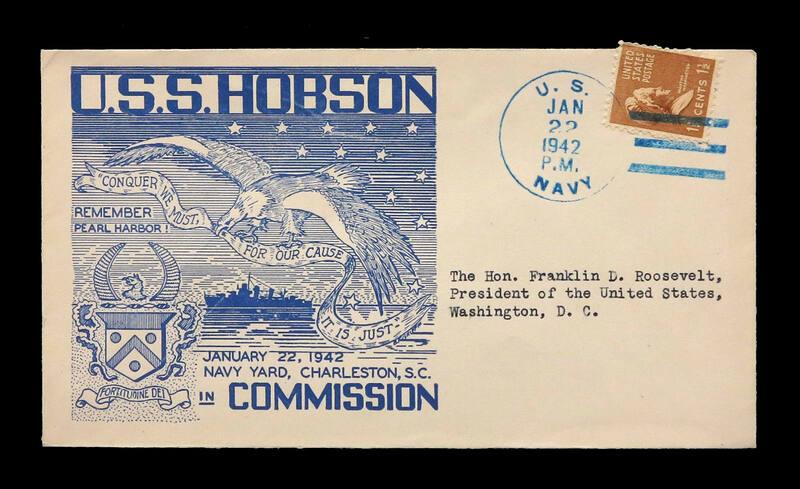 U.S.S. HOBSON
"CONQUER WE MUST,
FOR OUR CAUSE
IT IS JUST-"
REMEMBER
PEARL HARBOR!
FORTITUDINE DEI
JANUARY 22, 1942
NAVY YARD, CHARLESTON, S.C.
IN COMMISSION
U. S.
JAN
22
1942
P.M.
NAVY
UNITED
STATES
POSTAGE
CENTS 1½
The Hon. Franklin D. Roosevelt,
President of the United States,
Washington, D. C.